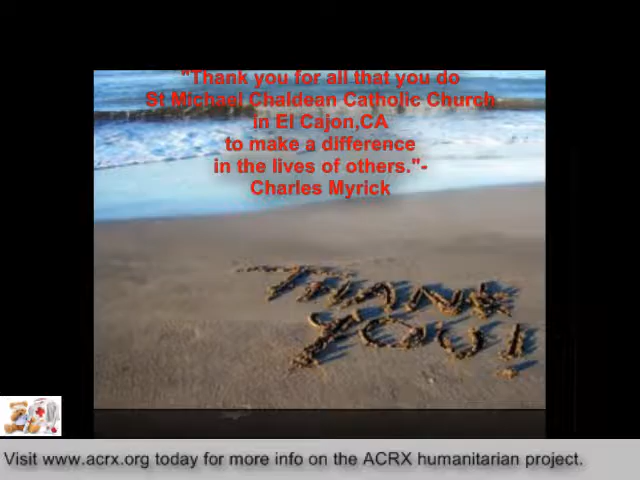 "Thank you for all that you do
St Michael Chaldean Catholic Church
in El Cajon,CA
to make a difference
in the lives of others."-
Charles Myrick
THANK
YOU!
Visit www.acrx.org today for more info on the ACRX humanitarian project.